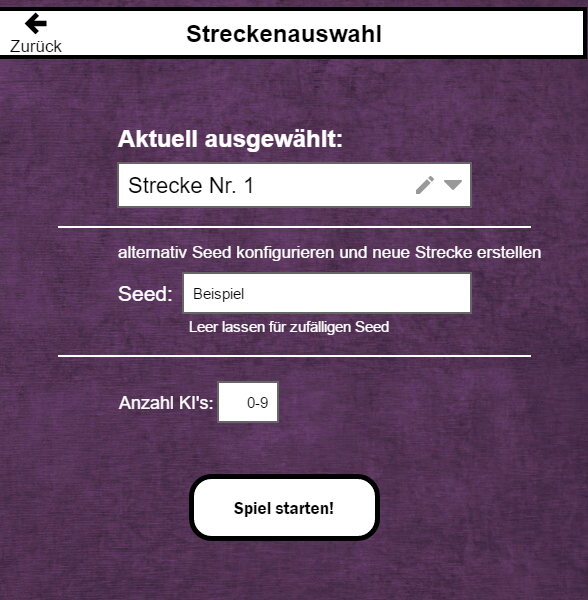 Zurück
Streckenauswahl
Aktuell ausgewählt:
Strecke Nr. 1
alternativ Seed konfigurieren und neue Strecke erstellen
Seed: Beispiel
Leer lassen für zufälligen Seed
Anzahl KI's: 0-9
Spiel starten!